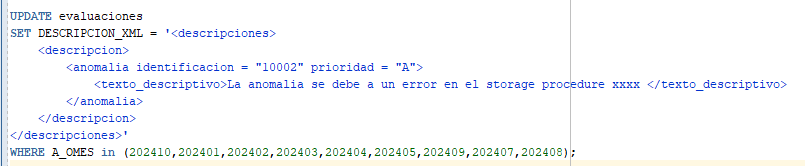 UPDATE evaluaciones
SET DESCRIPCION_XML = '<descripciones>
    <descripcion>
        <anomalia identificacion = "10002" prioridad = "A">
            <texto_descriptivo>La anomalia se debe a un error en el storage procedure xxxx </texto_descriptivo>
        </anomalia>
    </descripcion>
</descripciones>'
WHERE A_OMES in (202410,202401,202402,202403,202404,202405,202409,202407,202408);